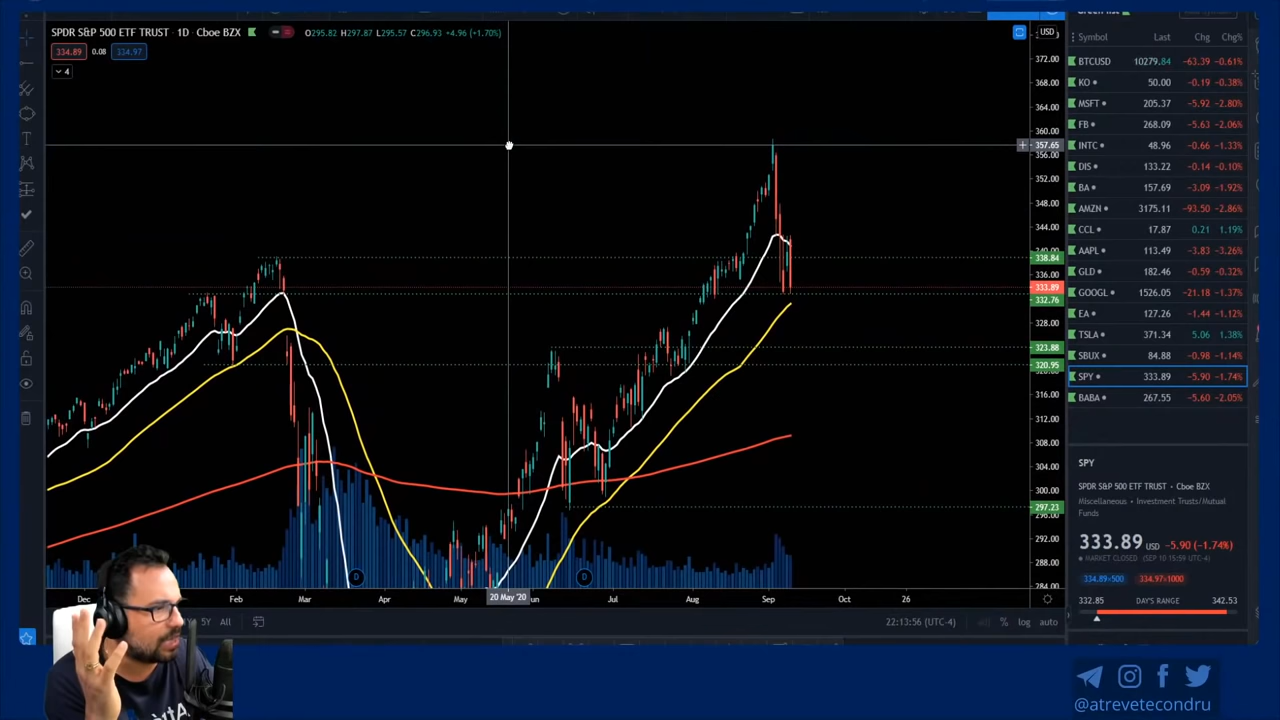 SPDR S&P 500 ETF TRUST · 1D · Cboe BZX O295.82 H297.87 L295.57 C296.93 +4.96 (+1.70%)
334.89 0.08 334.97
4
USD
372.00
368.00
364.00
360.00
357.65
356.00
352.00
348.00
344.00
340.00
338.84
336.00
333.89
332.76
328.00
323.88
320.95
316.00
312.00
308.00
304.00
300.00
297.23
296.00
292.00
288.00
284.00
D D
Dec Feb Mar Apr May 20 May '20 Jun Jul Aug Sep Oct 26
5Y All 22:13:56 (UTC-4) adj % log auto
Symbol Last Chg Chg%
BTCUSD 10279.84 -63.39 -0.61%
KO 50.00 -0.19 -0.38%
MSFT 205.37 -5.92 -2.80%
FB 268.09 -5.63 -2.06%
INTC 48.96 -0.66 -1.33%
DIS 133.22 -0.14 -0.10%
BA 157.69 -3.09 -1.92%
AMZN 3175.11 -93.50 -2.86%
CCL 17.87 0.21 1.19%
AAPL 113.49 -3.83 -3.26%
GLD 182.46 -0.59 -0.32%
GOOGL 1526.05 -21.18 -1.37%
EA 127.26 -1.44 -1.12%
TSLA 371.34 5.06 1.38%
SBUX 84.88 -0.98 -1.14%
SPY 333.89 -5.90 -1.74%
BABA 267.55 -5.60 -2.05%
SPY
SPDR S&P 500 ETF TRUST • Cboe BZX
Miscellaneous • Investment Trusts/Mutual
Funds
333.89 USD -5.90 (-1.74%)
MARKET CLOSED (SEP 10 15:59 UTC-4)
334.89×500 334.97×1000
332.85 DAY'S RANGE 342.53
@atrevetecondru